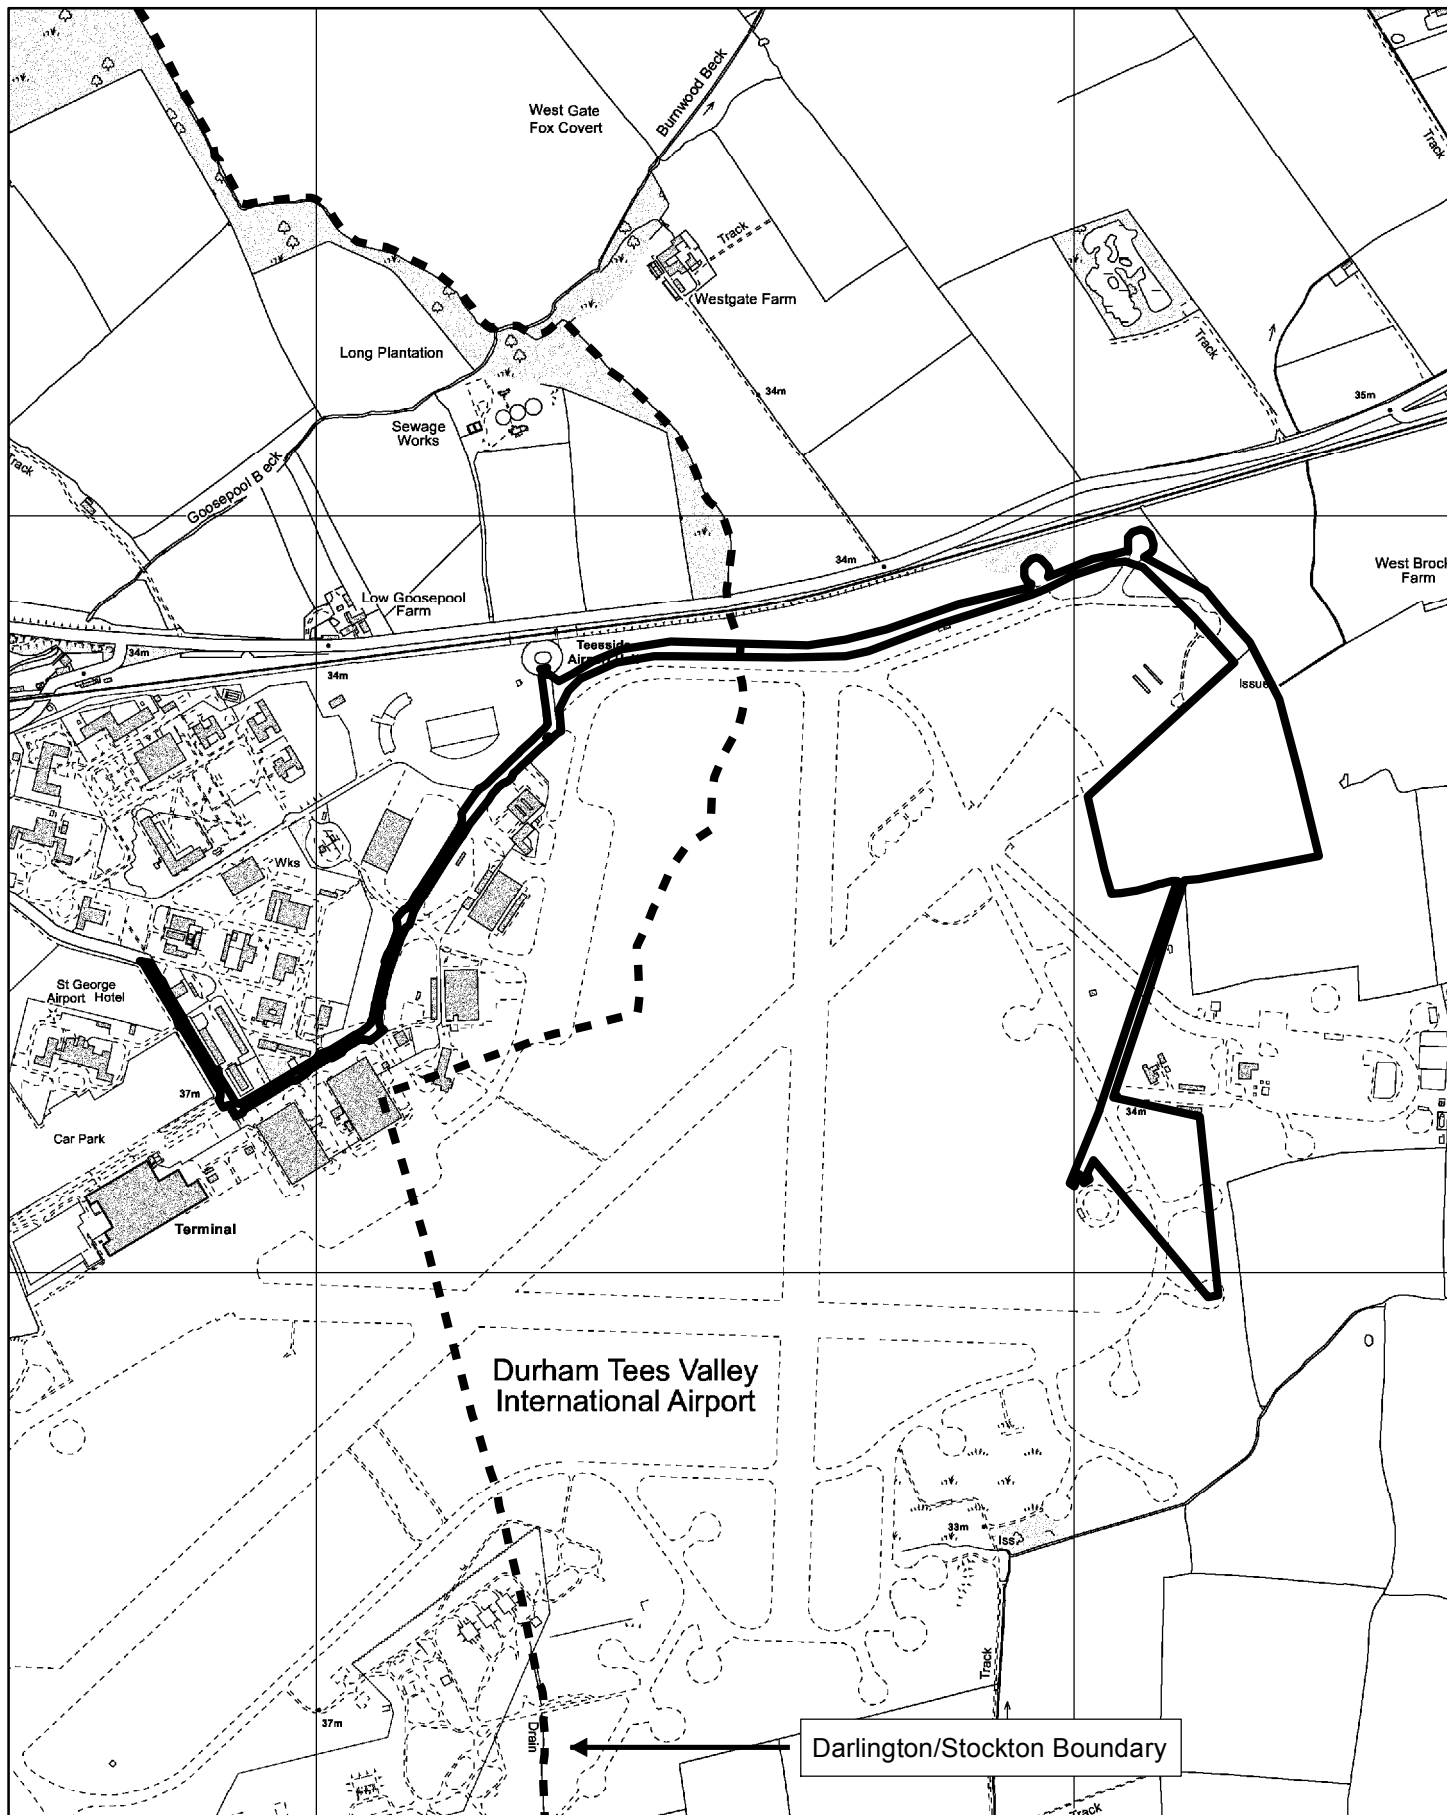 West Gate
Fox Covert
Burnwood Beck
Track
Track
Westgate Farm
Long Plantation
Track
34m
35m
Sewage
Works
Track
Goosepool Beck
34m
West Brock
Farm
Low Goosepool
Farm
34m
34m
Teesside
Issue
Wks
St George
Airport Hotel
37m
34m
Car Park
Terminal
Durham Tees Valley
International Airport
33m
Iss
Track
37m
Drain
Darlington/Stockton Boundary
Track